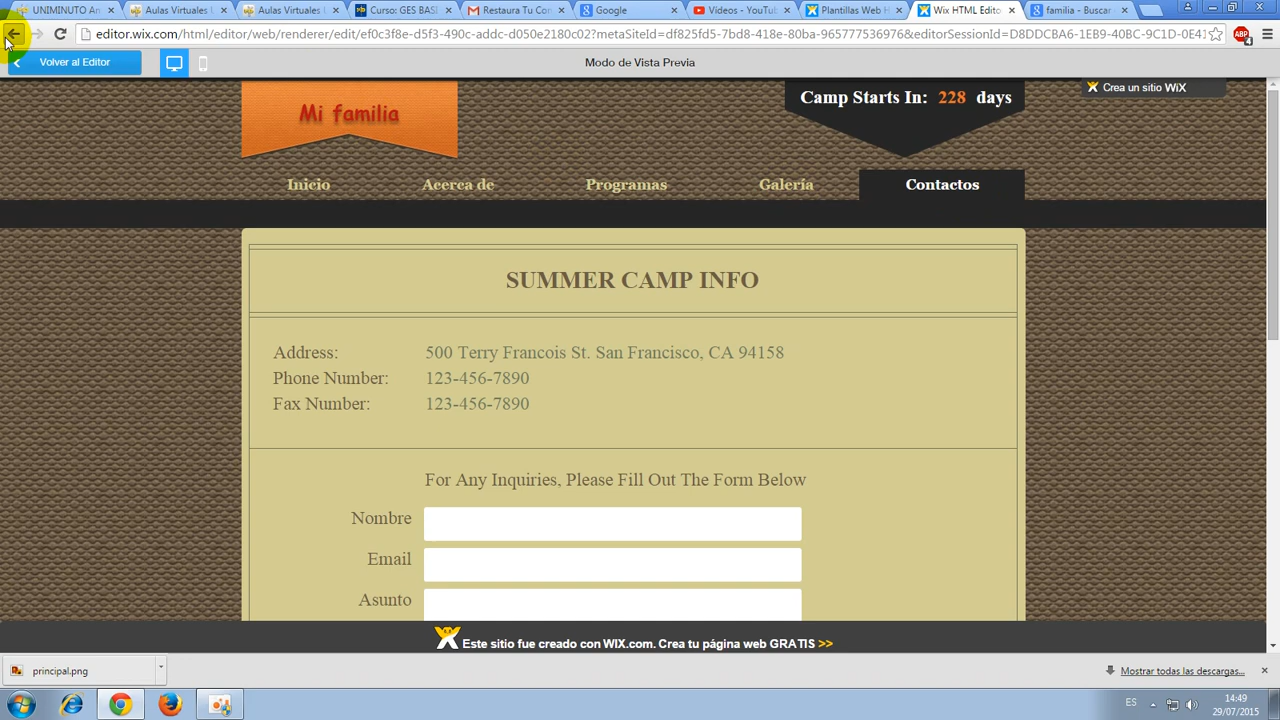 UNIMINUTO An
Aulas Virtuales
Aulas Virtuales
Curso: GES BAS
Restaura Tu Con
Google
Videos - YouTu
Plantillas Web H
Wix HTML Edito
familia - Buscar
editor.wix.com/html/editor/web/renderer/edit/ef0c3f8e-d5f3-490c-addc-d05062180c02?metaSiteId=df825fd5-7bd8-418e-80ba-965777536976&editorSessionId=D8DDCBA6-1EB9-40BC-9C1D-0E41
Volver al Editor
Modo de Vista Previa
Mi familia
Camp Starts In: 228 days
Crea un sitio WiX
Inicio
Acerca de
Programas
Galería
Contactos
SUMMER CAMP INFO
Address: 500 Terry Francois St. San Francisco, CA 94158
Phone Number: 123-456-7890
Fax Number: 123-456-7890
For Any Inquiries, Please Fill Out The Form Below
Nombre
Email
Asunto
Este sitio fue creado con WIX.com. Crea tu página web GRATIS >>
principal.png
Mostrar todas las descargas...
ES
14:49
29/07/2015